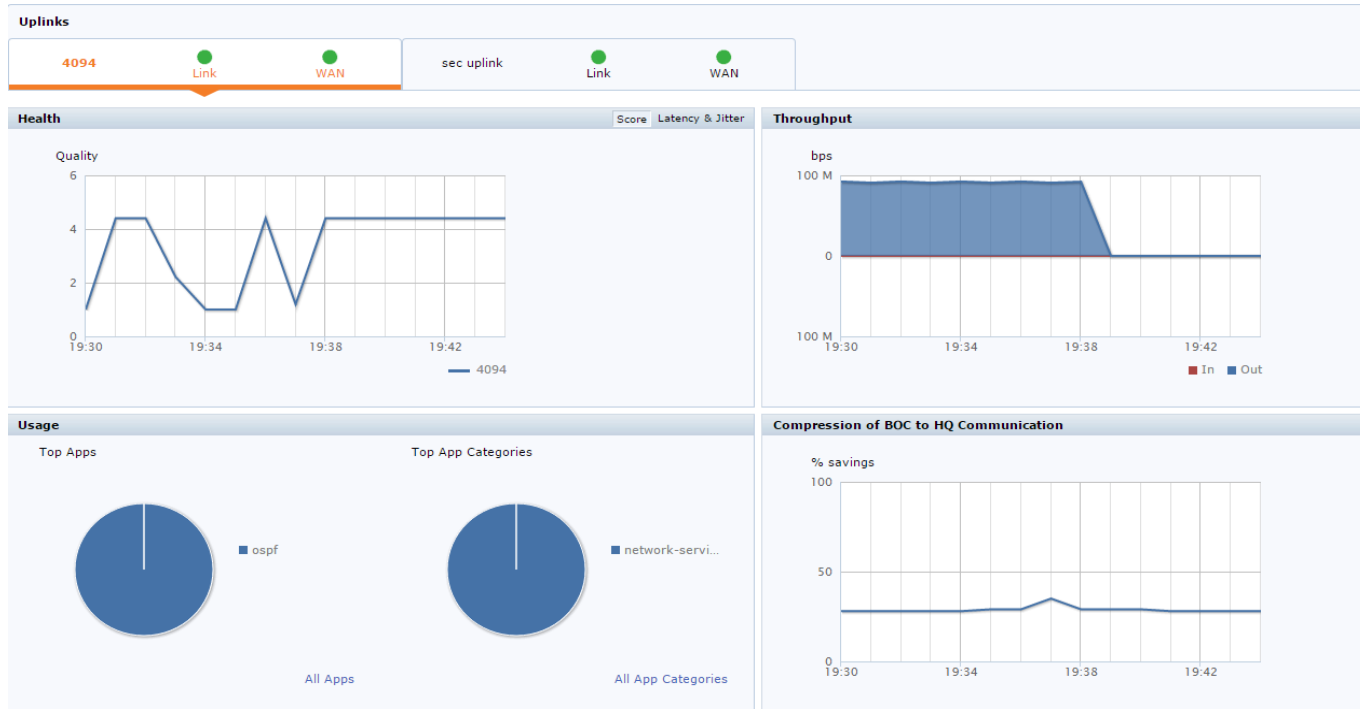 Uplinks
4094 Link WAN sec uplink Link WAN
Health Score Latency & Jitter
Quality
6
4
2
0
19:30 19:34 19:38 19:42
4094
Throughput
bps
100 M
0
100 M
19:30 19:34 19:38 19:42
In Out
Usage
Top Apps Top App Categories
ospf network-servi...
All Apps All App Categories
Compression of BOC to HQ Communication
% savings
100
50
0
19:30 19:34 19:38 19:42